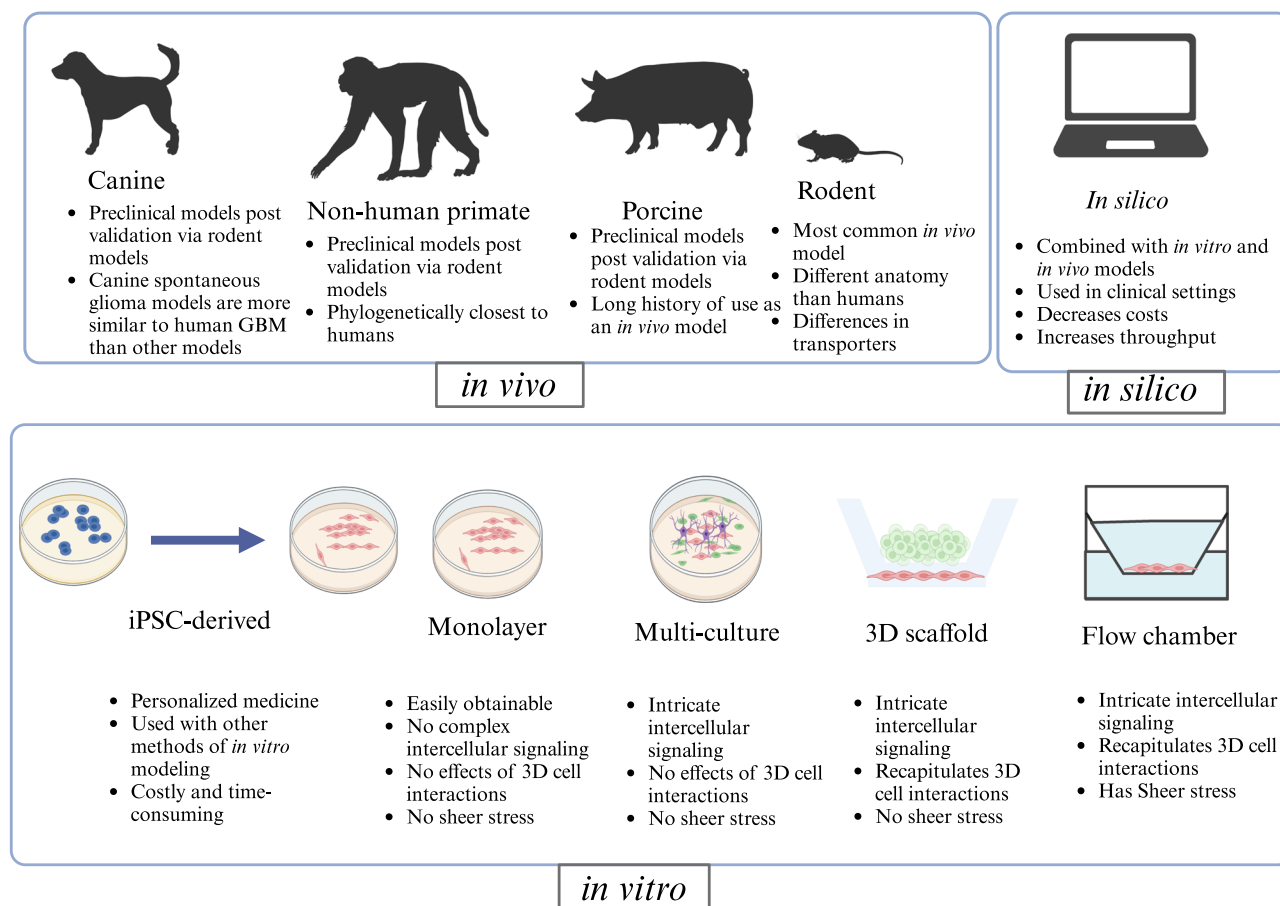 Canine
• Preclinical models post
validation via rodent
models
• Canine spontaneous
glioma models are more
similar to human GBM
than other models
Non-human primate
• Preclinical models post
validation via rodent
models
• Phylogenetically closest to
humans
Porcine
• Preclinical models
post validation via
rodent models
• Long history of use as
an in vivo model
Rodent
• Most common in vivo
model
• Different anatomy
than humans
• Differences in
transporters
in vivo
In silico
• Combined with in vitro and
in vivo models
• Used in clinical settings
• Decreases costs
• Increases throughput
in silico
iPSC-derived
• Personalized medicine
• Used with other
methods of in vitro
modeling
• Costly and time-
consuming
Monolayer
• Easily obtainable
• No complex
intercellular signaling
• No effects of 3D cell
interactions
• No sheer stress
Multi-culture
• Intricate
intercellular
signaling
• No effects of 3D cell
interactions
• No sheer stress
3D scaffold
• Intricate
intercellular
signaling
• Recapitulates 3D
cell interactions
• No sheer stress
Flow chamber
• Intricate intercellular
signaling
• Recapitulates 3D cell
interactions
• Has Sheer stress
in vitro